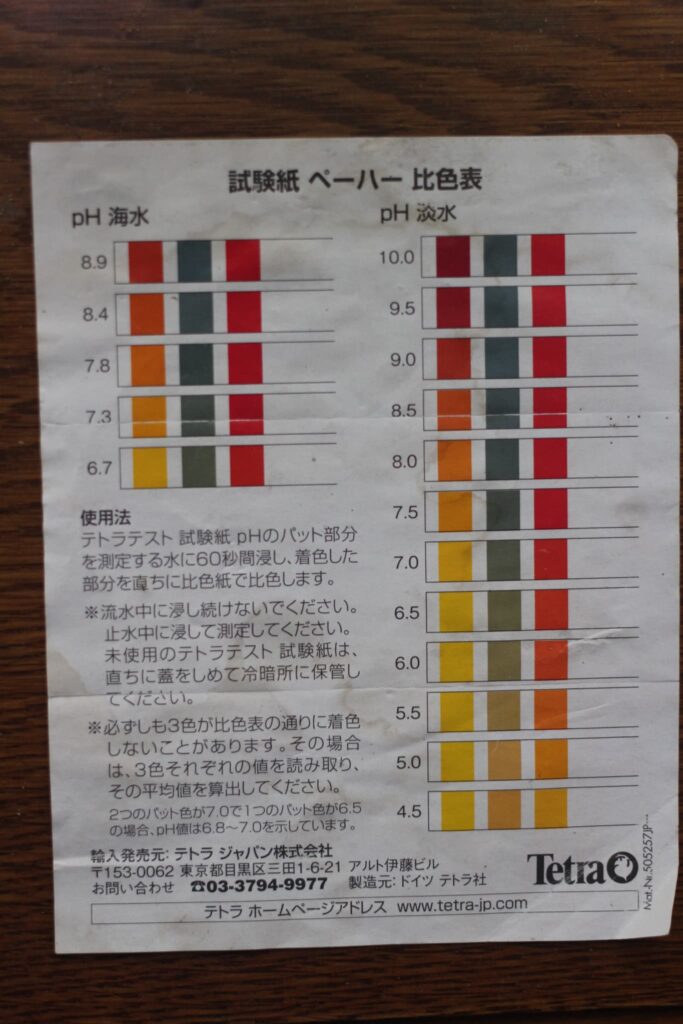 試験紙 ペーハー 比色表
pH 海水
8.9
8.4
7.8
7.3
6.7
pH 淡水
10.0
9.5
9.0
8.5
8.0
7.5
7.0
6.5
6.0
5.5
5.0
4.5
使用法
テトラテスト 試験紙 pHのパット部分
を測定する水に60秒間浸し、着色した
部分を直ちに比色紙で比色します。
※流水中に浸し続けないでください。
止水中に浸して測定してください。
未使用のテトラテスト 試験紙は、
直ちに蓋をしめて冷暗所に保管し
てください。
※必ずしも3色が比色表の通りに着色
しないことがあります。その場合
は、3色それぞれの値を読み取り、
その平均値を算出してください。
2つのパット色が7.0で1つのパット色が6.5
の場合、pH値は6.8〜7.0を示しています。
輸入発売元: テトラ ジャパン株式会社
〒153-0062 東京都目黒区三田1-6-21 アルト伊藤ビル
お問い合わせ ☎03-3794-9977 製造元: ドイツ テトラ社
テトラ ホームページアドレス www.tetra-jp.com
Tetra
Mat.-Nr. 505257JP